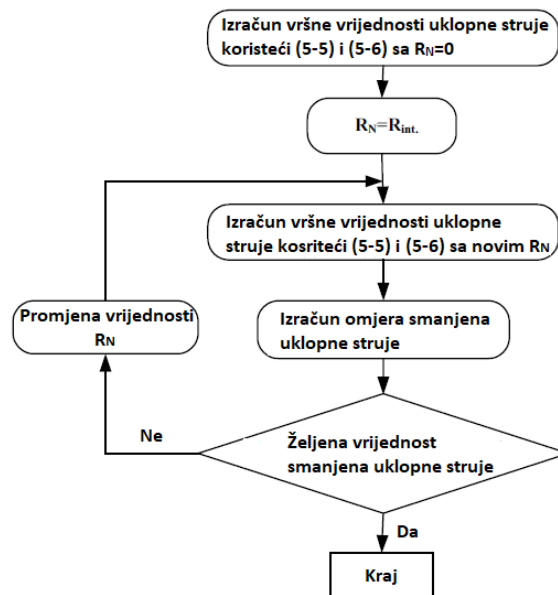 Izračun vršne vrijednosti uklopne struje
koristeći (5-5) i (5-6) sa RN=0
RN=Rint.
Izračun vršne vrijednosti uklopne
struje kosriteći (5-5) i (5-6) sa novim RN
Promjena vrijednosti
RN
Izračun omjera smanjena
uklopne struje
Ne
Željena vrijednost
smanjena uklopne struje
Da
Kraj